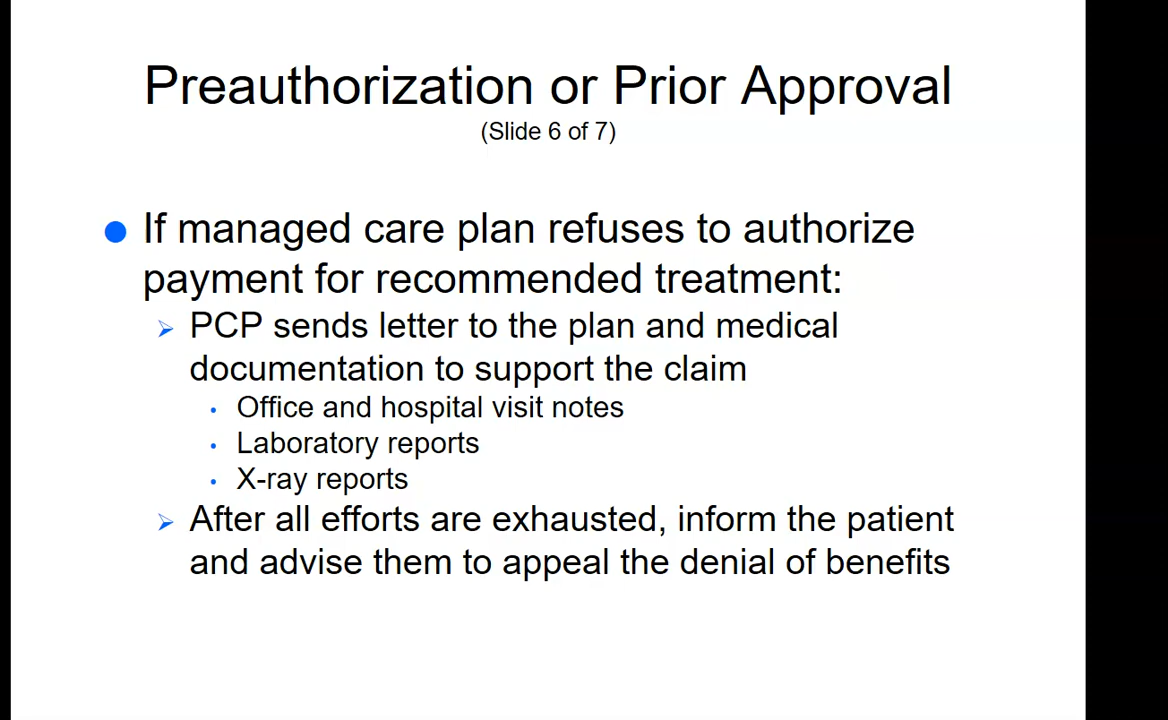 Preauthorization or Prior Approval
(Slide 6 of 7)
● If managed care plan refuses to authorize
payment for recommended treatment:
➢ PCP sends letter to the plan and medical
documentation to support the claim
• Office and hospital visit notes
• Laboratory reports
• X-ray reports
➢ After all efforts are exhausted, inform the patient
and advise them to appeal the denial of benefits